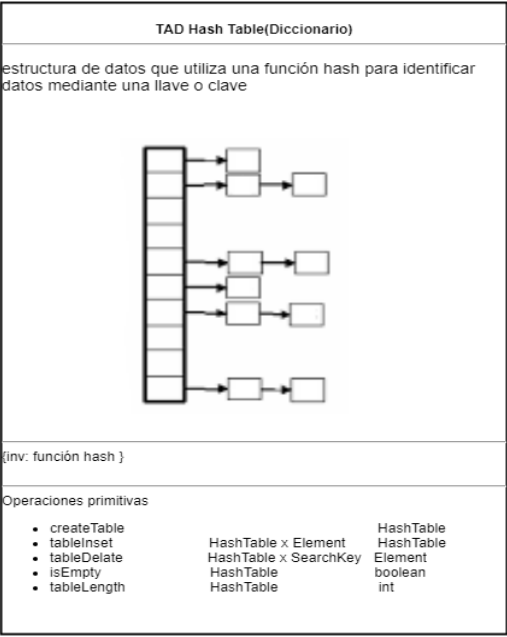 TAD Hash Table(Diccionario)
estructura de datos que utiliza una función hash para identificar
datos mediante una llave o clave
{inv: función hash }
Operaciones primitivas
createTable HashTable
tableInset HashTable x Element HashTable
tableDelate HashTable x SearchKey Element
isEmpty HashTable boolean
tableLength HashTable int